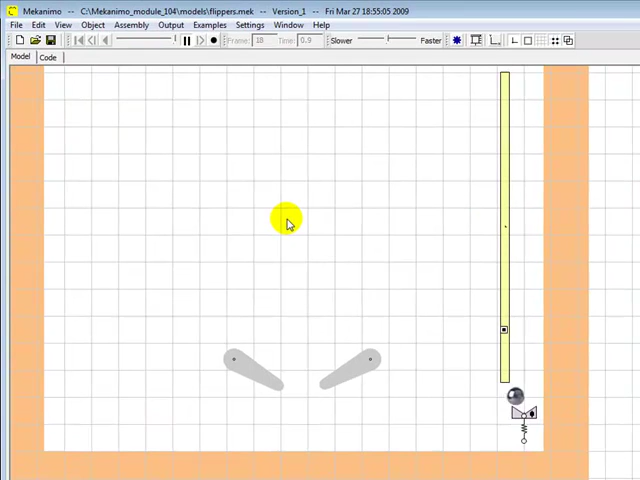 Mekanimo -- C:\Mekanimo_module_104\models\flippers.mek -- Version_1 -- Fri Mar 27 18:55:05 2009
File Edit View Object Assembly Output Examples Settings Window Help
Frame: 18 Time: 0.9 Slower Faster
Model Code